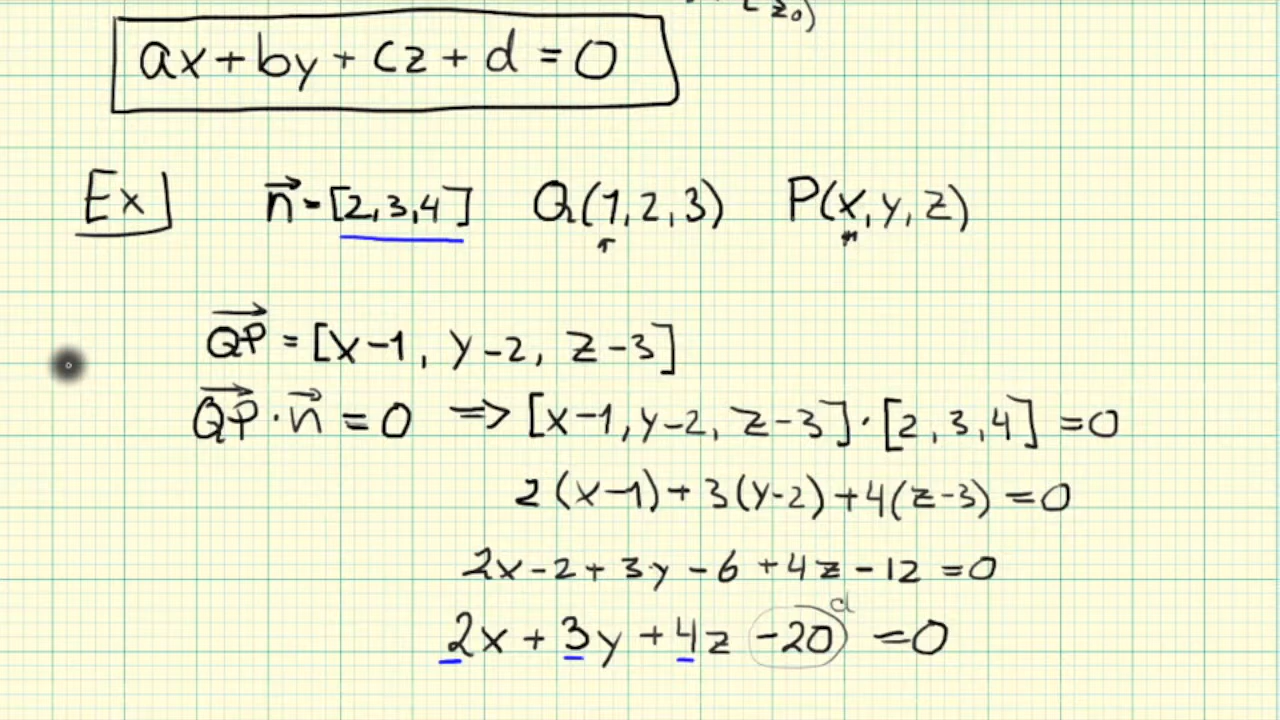 z₀)
ax + by + cz + d = 0
Ex n⃗ = [2,3,4] Q(1,2,3) P(x,y,z)
QP⃗ = [x-1, y-2, z-3]
QP⃗ · n⃗ = 0 => [x-1, y-2, z-3] · [2,3,4] = 0
2(x-1) + 3(y-2) + 4(z-3) = 0
2x - 2 + 3y - 6 + 4z - 12 = 0
d
2x + 3y + 4z - 20 = 0